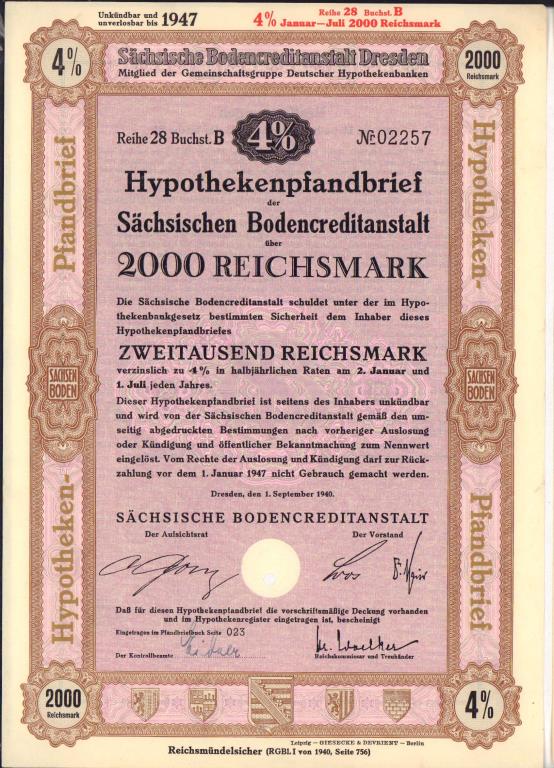 Unkündbar und
unverlosbar bis 1947
Reihe 28 Buchst. B
4% Januar—Juli 2000 Reichsmark
4%
Sächsische Bodencreditanstalt Dresden
Mitglied der Gemeinschaftsgruppe Deutscher Hypothekenbanken
2000
Reichsmark
Reihe 28 Buchst. B
4%
№ 02257
Hypothekenpfandbrief
der
Sächsischen Bodencreditanstalt
über
2000 REICHSMARK
Die Sächsische Bodencreditanstalt schuldet unter der im Hypo-
thekenbankgesetz bestimmten Sicherheit dem Inhaber dieses
Hypothekenpfandbriefes
ZWEITAUSEND REICHSMARK
verzinslich zu 4% in halbjährlichen Raten am 2. Januar und
1. Juli jeden Jahres.
Dieser Hypothekenpfandbrief ist seitens des Inhabers unkündbar
und wird von der Sächsischen Bodencreditanstalt gemäß den um-
seitig abgedruckten Bestimmungen nach vorheriger Auslosung
oder Kündigung und öffentlicher Bekanntmachung zum Nennwert
eingelöst. Vom Rechte der Auslosung und Kündigung darf zur Rück-
zahlung vor dem 1. Januar 1947 nicht Gebrauch gemacht werden.
Dresden, den 1. September 1940.
SÄCHSISCHE BODENCREDITANSTALT
Der Aufsichtsrat
Der Vorstand
Daß für diesen Hypothekenpfandbrief die vorschriftsmäßige Deckung vorhanden
und im Hypothekenregister eingetragen ist, bescheinigt
Eingetragen im Pfandbriefbuch Seite 023
Der Kontrollbeamte
Reichskommissar und Treuhänder
Pfandbrief
Hypotheken-
SACHSEN
BODEN
SACHSEN
BODEN
Hypotheken-
Pfandbrief
2000
Reichsmark
4%
Leipzig — GIESECKE & DEVRIENT — Berlin
Reichsmündelsicher (RGBL I von 1940, Seite 756)